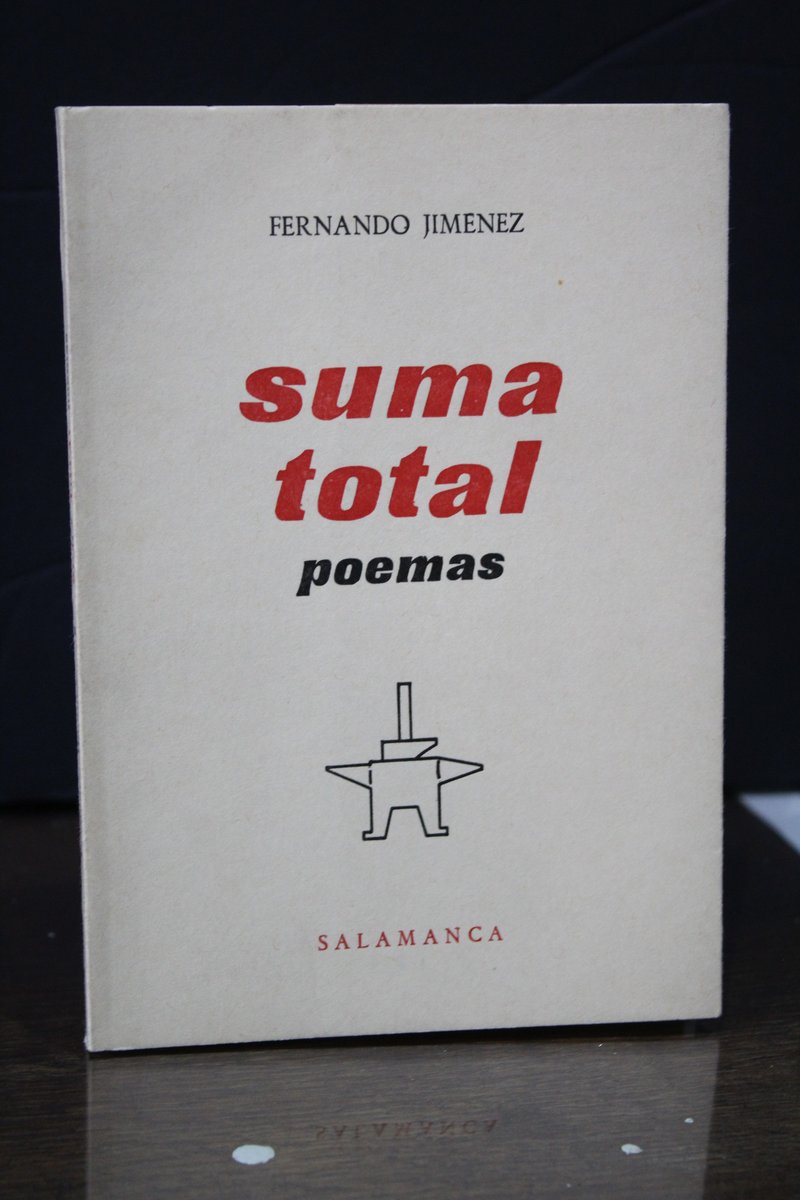 FERNANDO JIMENEZ
suma
total
poemas
SALAMANCA